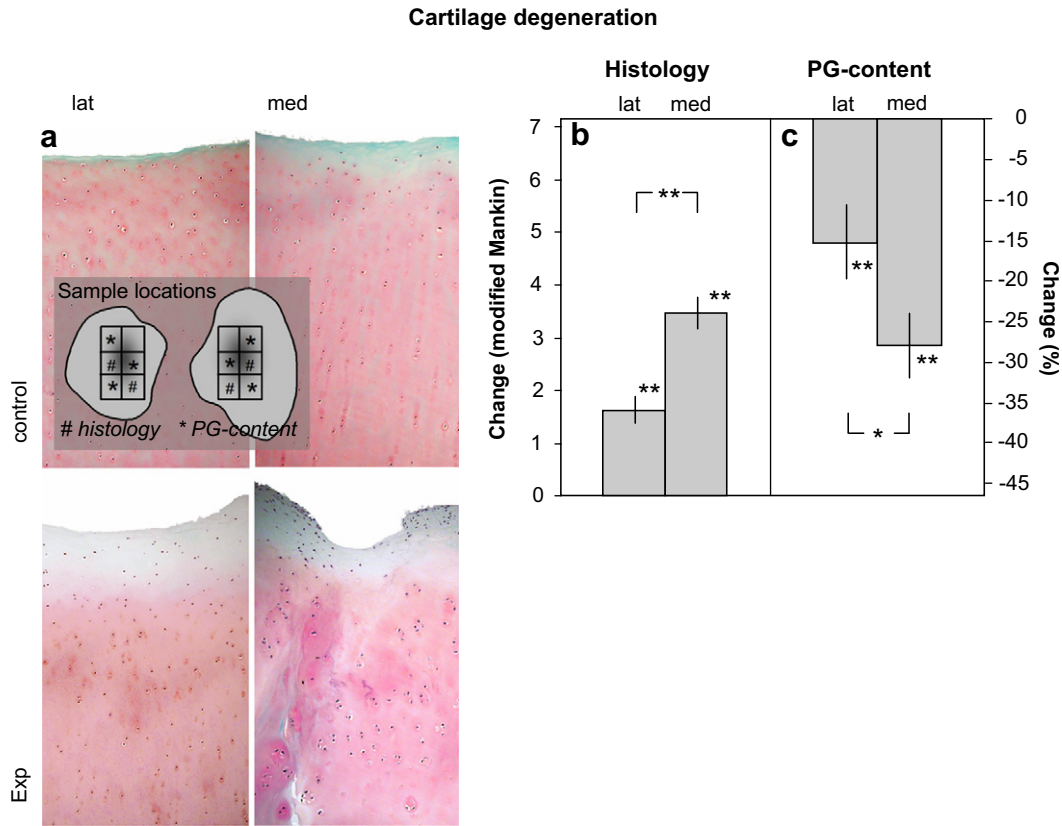 Cartilage degeneration
lat
med
a
Sample locations
*
*
#
*
*
#
*
#
#
*
# histology
* PG-content
control
Exp
Histology
lat
med
b
7
6
5
4
3
2
1
0
Change (modified Mankin)
**
**
**
PG-content
lat
med
c
0
-5
-10
-15
-20
-25
-30
-35
-40
-45
Change (%)
**
**
*